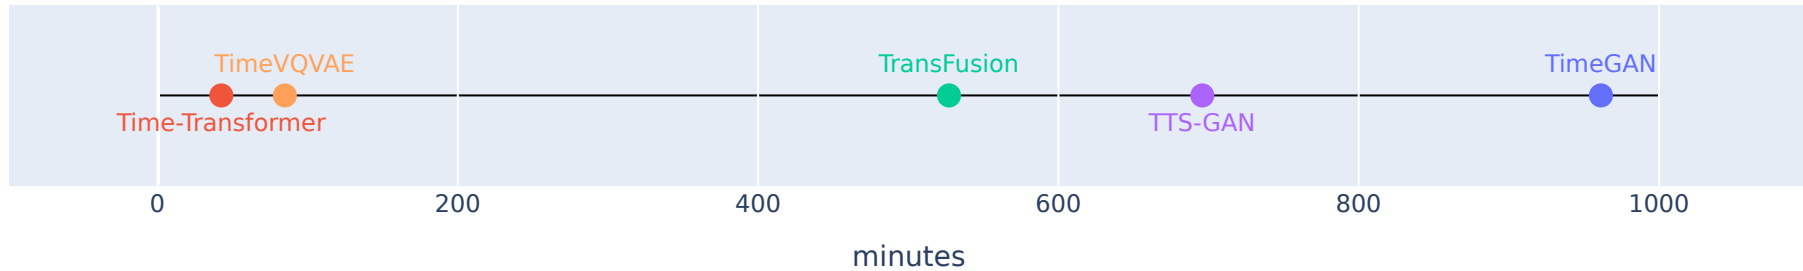 TimeVQVAE TransFusion TimeGAN
Time-Transformer TTS-GAN
0 200 400 600 800 1000
minutes